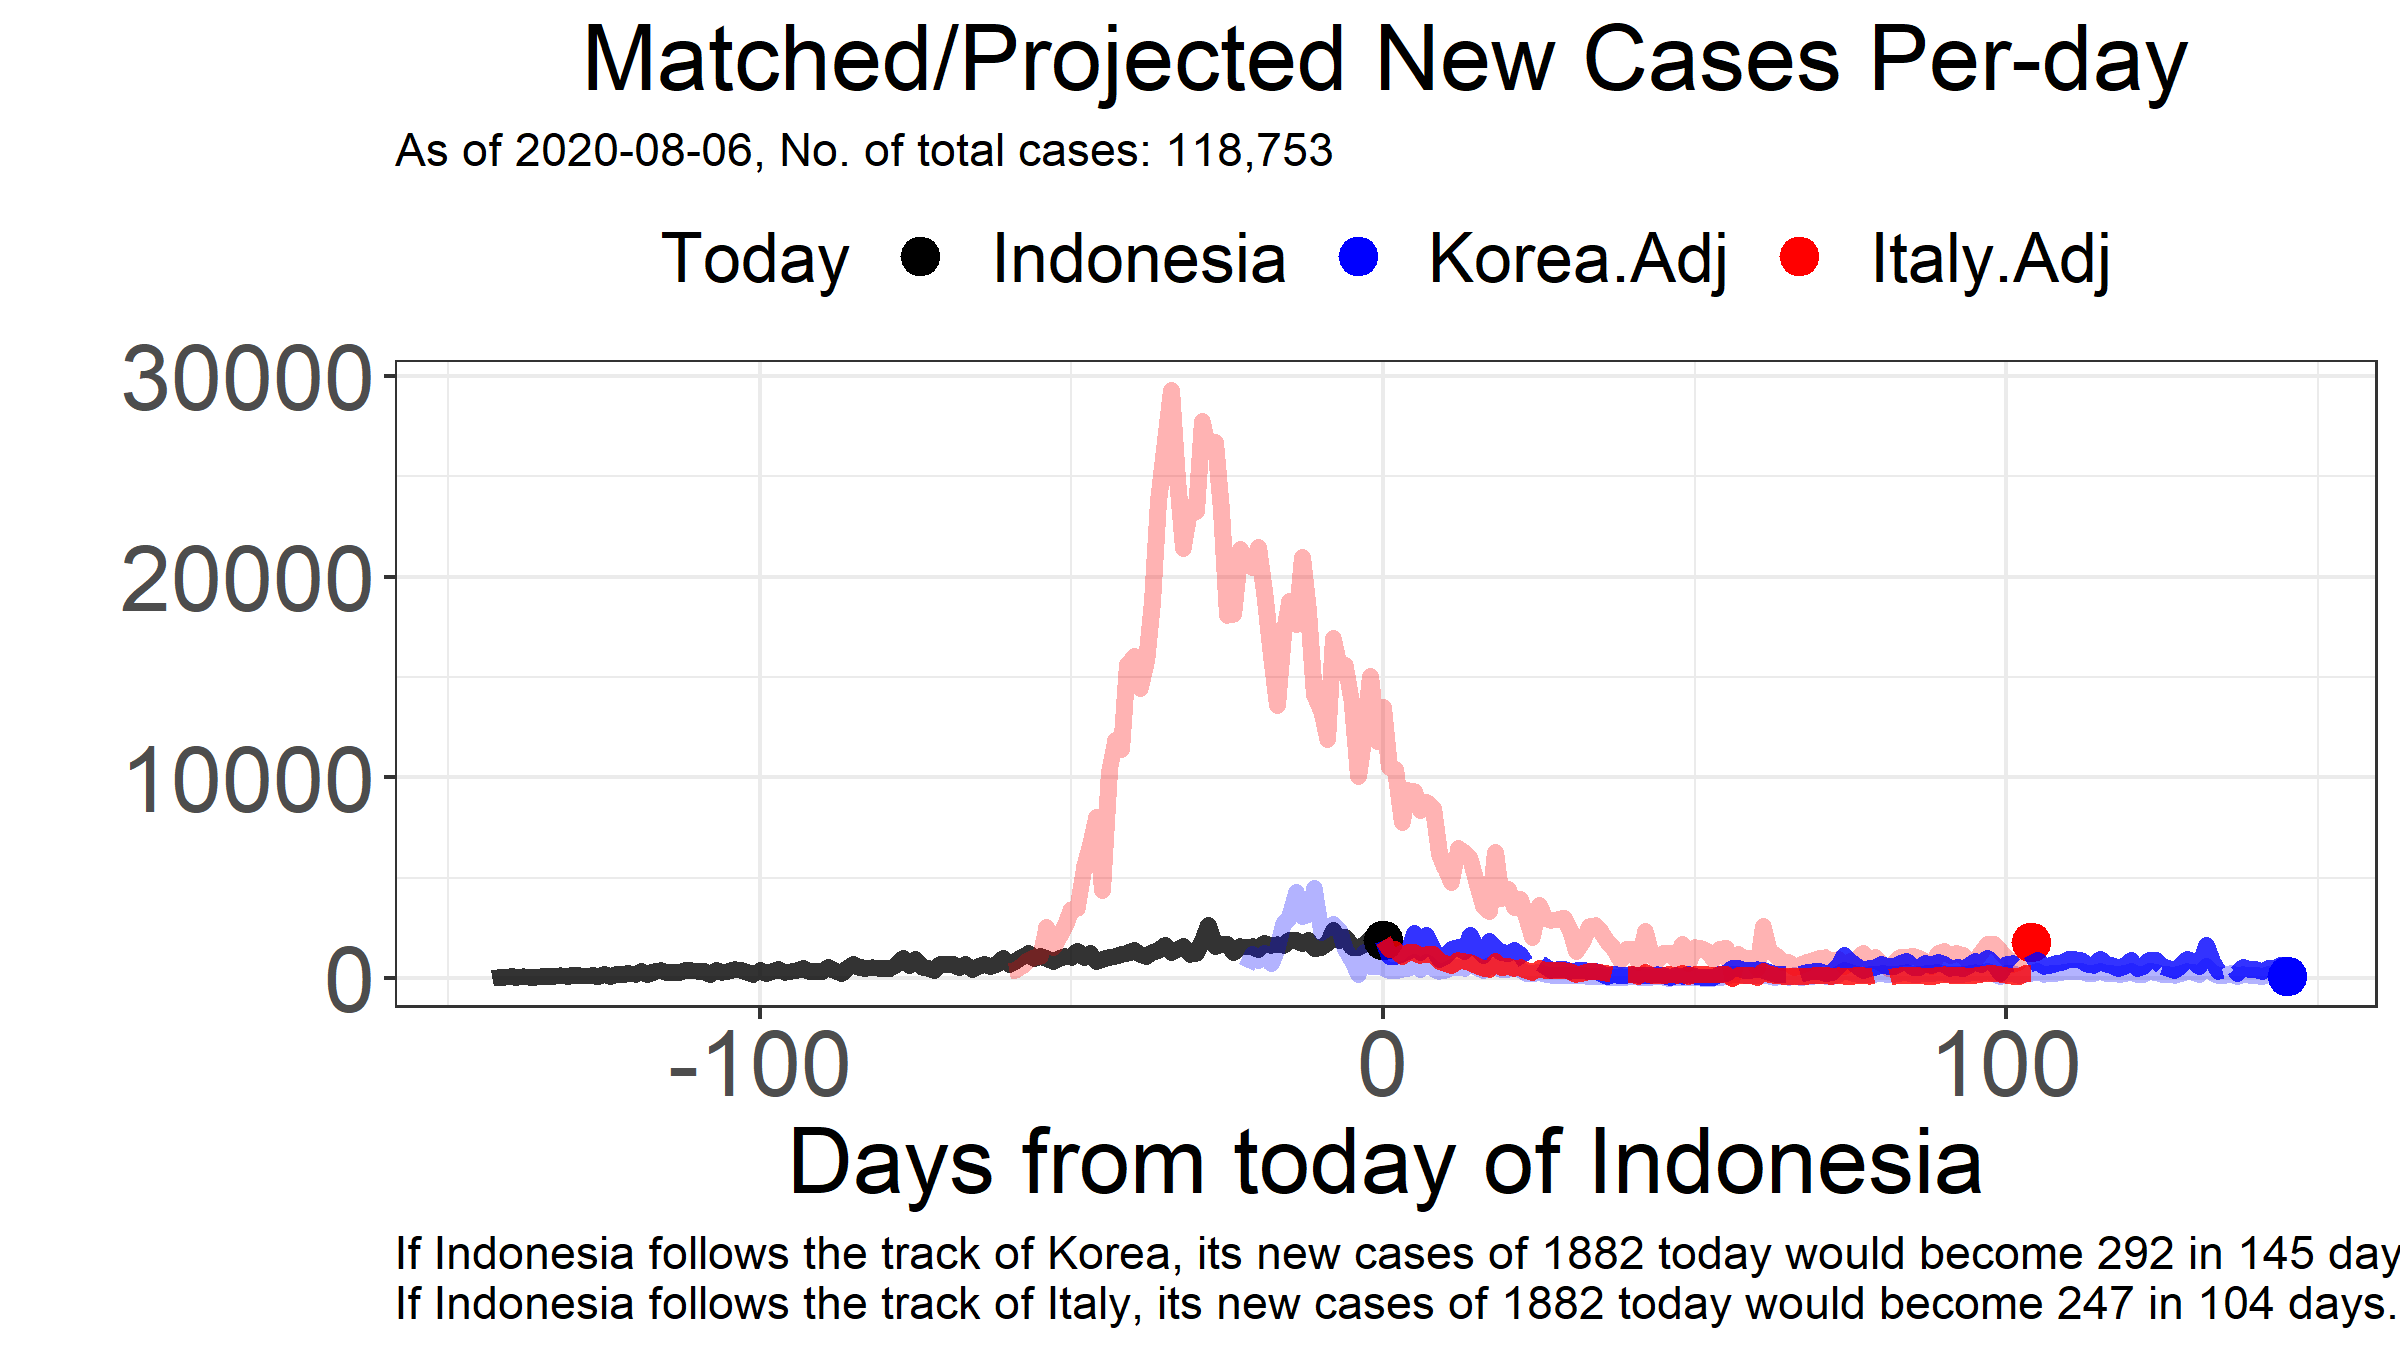 Matched/Projected New Cases Per-day
As of 2020-08-06, No. of total cases: 118,753
Today Indonesia Korea.Adj Italy.Adj
30000
20000
10000
0
-100 0 100
Days from today of Indonesia
If Indonesia follows the track of Korea, its new cases of 1882 today would become 292 in 145 day
If Indonesia follows the track of Italy, its new cases of 1882 today would become 247 in 104 days.